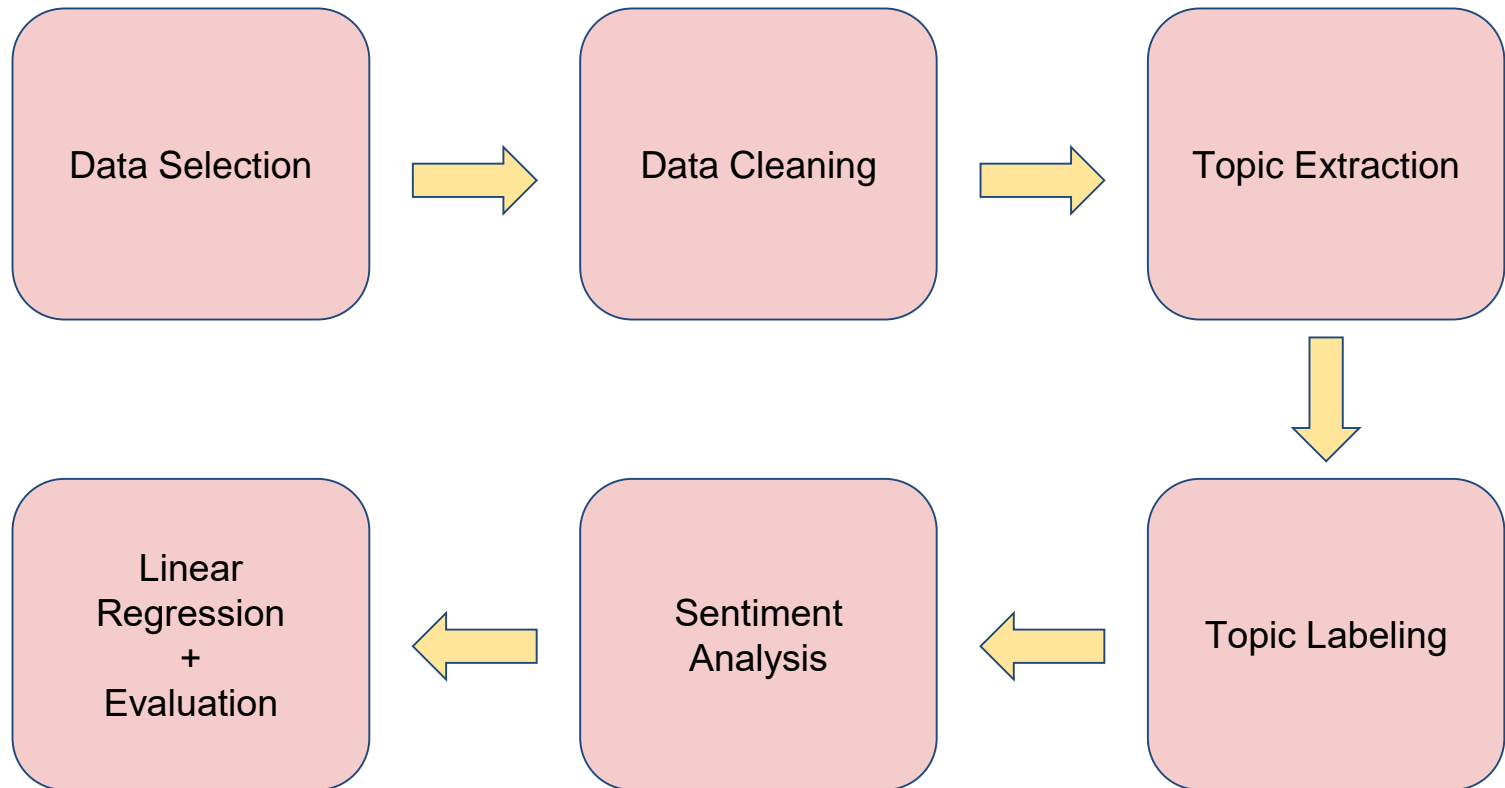 Data Selection
Data Cleaning
Topic Extraction
Topic Labeling
Sentiment
Analysis
Linear
Regression
+
Evaluation